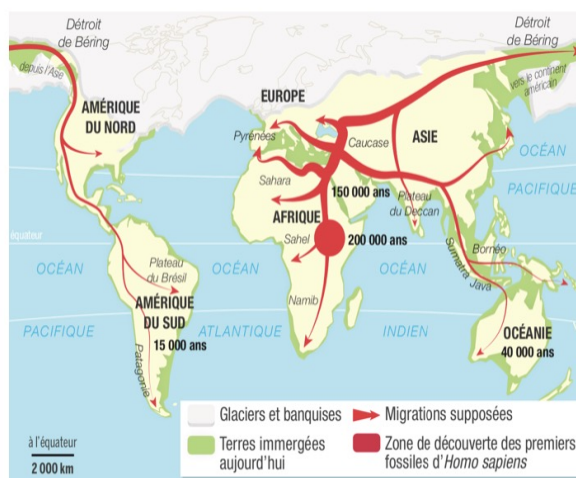 Détroit
de Béring
depuis l'Asie
AMÉRIQUE
DU NORD
EUROPE
Pyrénées
Caucase
ASIE
Détroit
de Béring
vers le continent
américain
OCÉAN
PACIFIQUE
Sahara
150 000 ans
AFRIQUE
Sahel
200 000 ans
Plateau
du Deccan
équateur
OCÉAN
PACIFIQUE
Plateau
du Brésil
AMÉRIQUE
DU SUD
15 000 ans
Patagonie
OCÉAN
ATLANTIQUE
Namib
OCÉAN
INDIEN
Sumatra
Bornéo
Java
OCÉANIE
40 000 ans
à l'équateur
2 000 km
Glaciers et banquises
Migrations supposées
Terres immergées
aujourd'hui
Zone de découverte des premiers
fossiles d'Homo sapiens